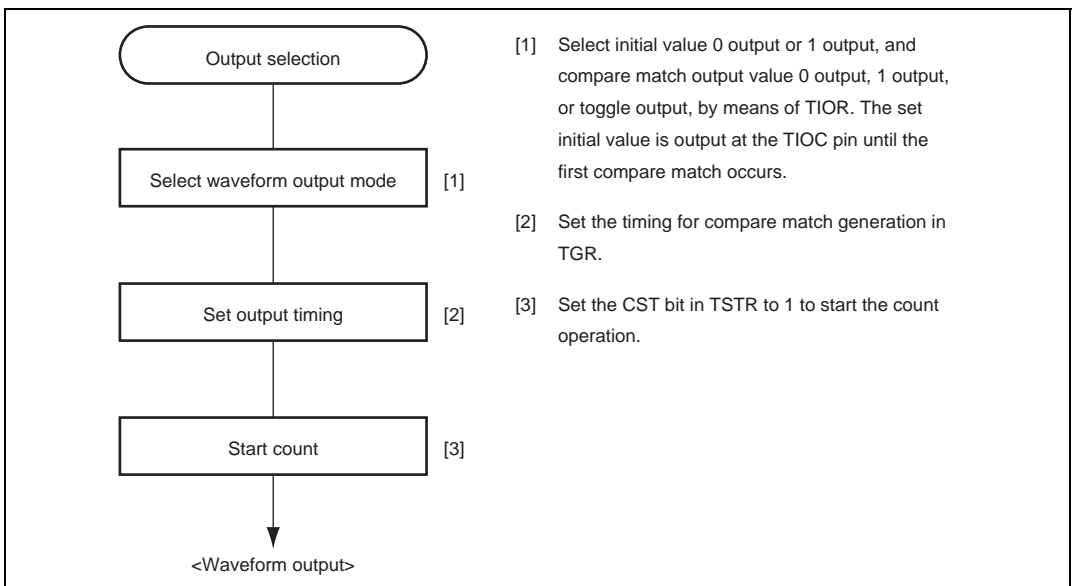 Output selection
Select waveform output mode
[1]
Set output timing
[2]
Start count
[3]
<Waveform output>
[1] Select initial value 0 output or 1 output, and
compare match output value 0 output, 1 output,
or toggle output, by means of TIOR. The set
initial value is output at the TIOC pin until the
first compare match occurs.
[2] Set the timing for compare match generation in
TGR.
[3] Set the CST bit in TSTR to 1 to start the count
operation.